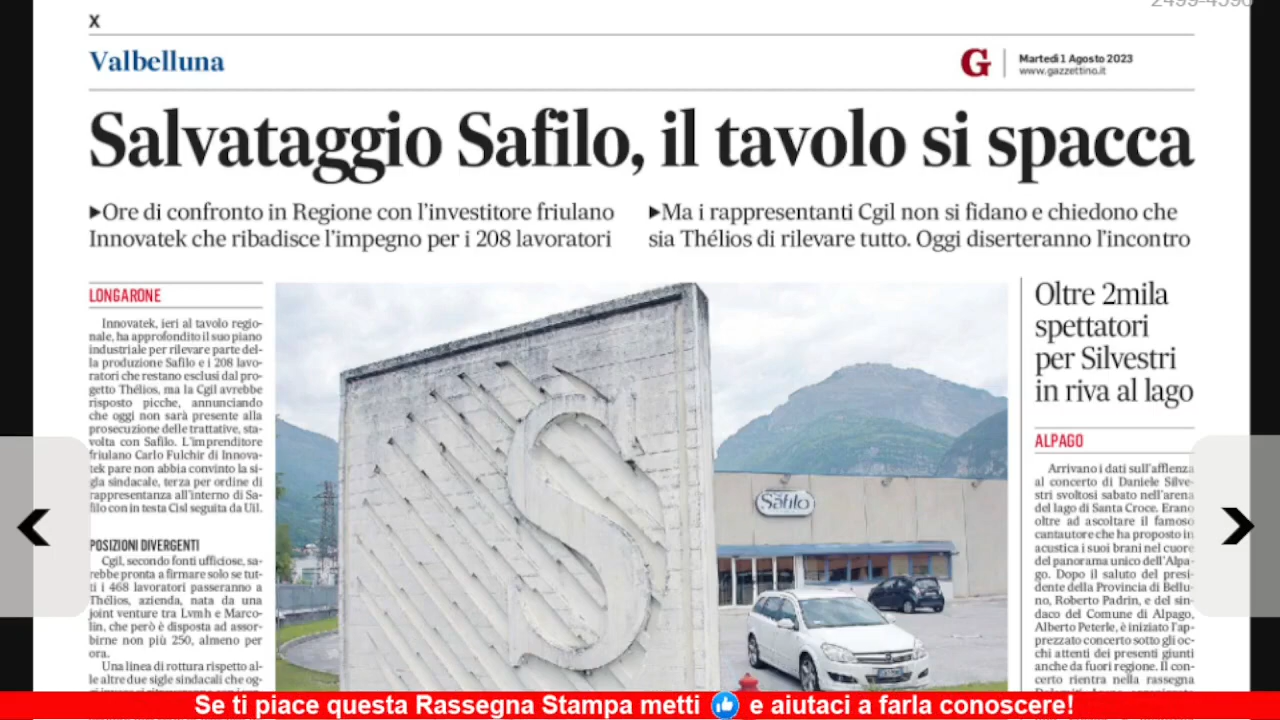 2499-4596
X
Valbelluna
G
Martedì 1 Agosto 2023
www.gazzettino.it
Salvataggio Safilo, il tavolo si spacca
▶Ore di confronto in Regione con l'investitore friulano
Innovatek che ribadisce l'impegno per i 208 lavoratori
▶Ma i rappresentanti Cgil non si fidano e chiedono che
sia Thélios di rilevare tutto. Oggi diserteranno l'incontro
LONGARONE
Innovatek, ieri al tavolo regio-
nale, ha approfondito il suo piano
industriale per rilevare parte del-
la produzione Safilo e i 208 lavo-
ratori che restano esclusi dal pro-
getto Thélios, ma la Cgil avrebbe
risposto picche, annunciando
che oggi non sarà presente alla
prosecuzione delle trattative, sta-
volta con Safilo. L'imprenditore
friulano Carlo Fulchir di Innova-
tek pare non abbia convinto la si-
gla sindacale, terza per ordine di
rappresentanza all'interno di Sa-
filo con in testa Cisl seguita da Uil.
POSIZIONI DIVERGENTI
Cgil, secondo fonti ufficiose, sa-
rebbe pronta a firmare solo se tut-
ti i 468 lavoratori passeranno a
Thélios, azienda, nata da una
joint venture tra Lvmh e Marco-
lin, che però è disposta ad assor-
birne non più 250, almeno per
ora.
Una linea di rottura rispetto al-
le altre due sigle sindacali che og-
S
Safilo
Oltre 2mila
spettatori
per Silvestri
in riva al lago
ALPAGO
Arrivano i dati sull'affluenza
al concerto di Daniele Silve-
stri svoltosi sabato nell'arena
del lago di Santa Croce. Erano
oltre ad ascoltare il famoso
cantautore che ha proposto in
acustica i suoi brani nel cuore
del panorama unico dell'Alpa-
go. Dopo il saluto del presi-
dente della Provincia di Bellu-
no, Roberto Padrin, e del sin-
daco del Comune di Alpago,
Alberto Peterle, è iniziato l'ap-
prezzato concerto sotto gli oc-
chi attenti dei presenti giunti
anche da fuori regione. Il con-
certo rientra nella rassegna
Se ti piace questa Rassegna Stampa metti e aiutaci a farla conoscere!